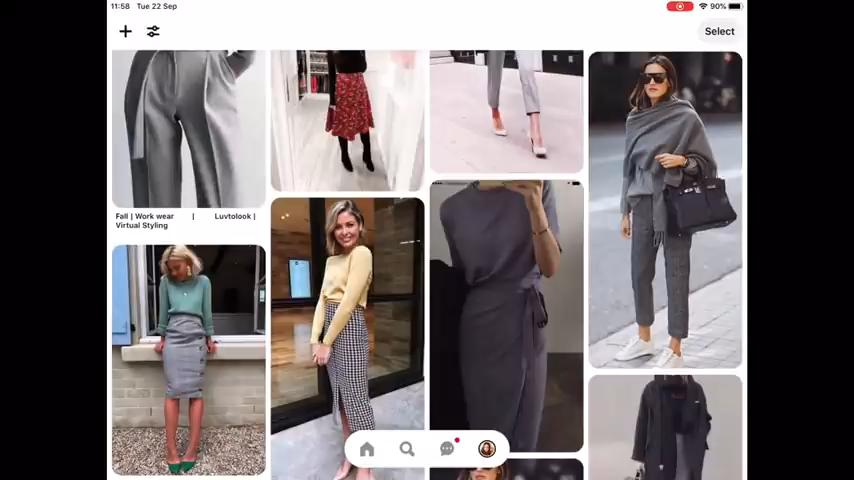 11:58 Tue 22 Sep
90%
Select
Fall | Work wear | Luvtolook |
Virtual Styling